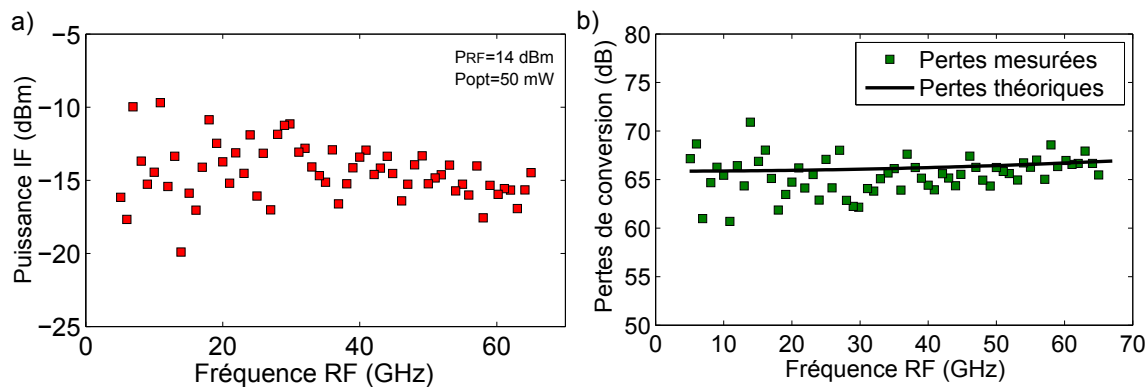 a)
PRF=14 dBm
Popt=50 mW
Puissance IF (dBm)
−5
−10
−15
−20
−25
0
20
40
60
Fréquence RF (GHz)
b)
Pertes mesurées
Pertes théoriques
Pertes de conversion (dB)
80
75
70
65
60
55
50
0
10
20
30
40
50
60
70
Fréquence RF (GHz)